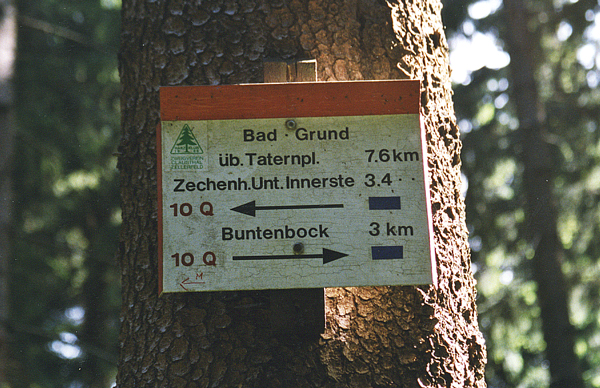 Bad · Grund
üb. Taternpl. 7.6 km
Zechenh. Unt. Innerste 3.4
10 Q
Buntenbock 3 km
10 Q
M